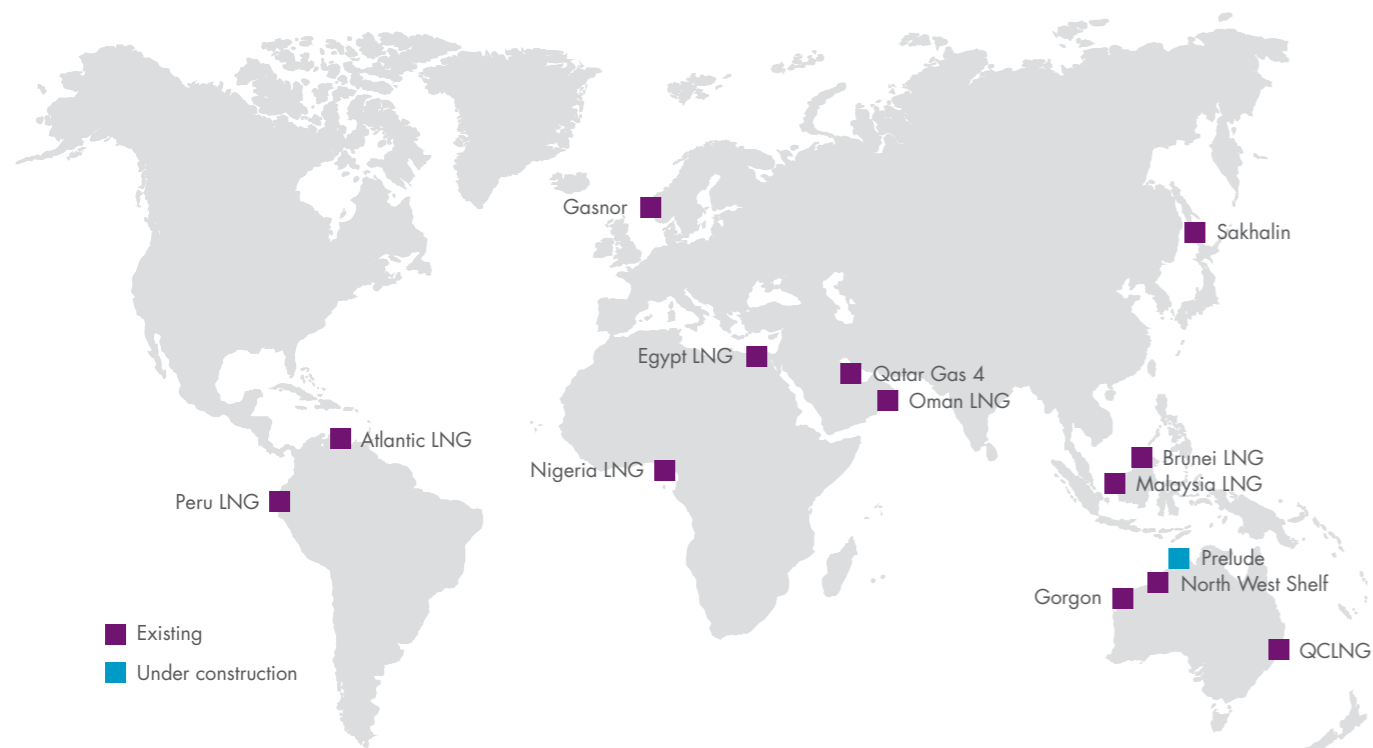 Gasnor
Sakhalin
Egypt LNG
Qatar Gas 4
Oman LNG
Atlantic LNG
Brunei LNG
Nigeria LNG
Malaysia LNG
Peru LNG
Prelude
North West Shelf
Gorgon
Existing
QCLNG
Under construction